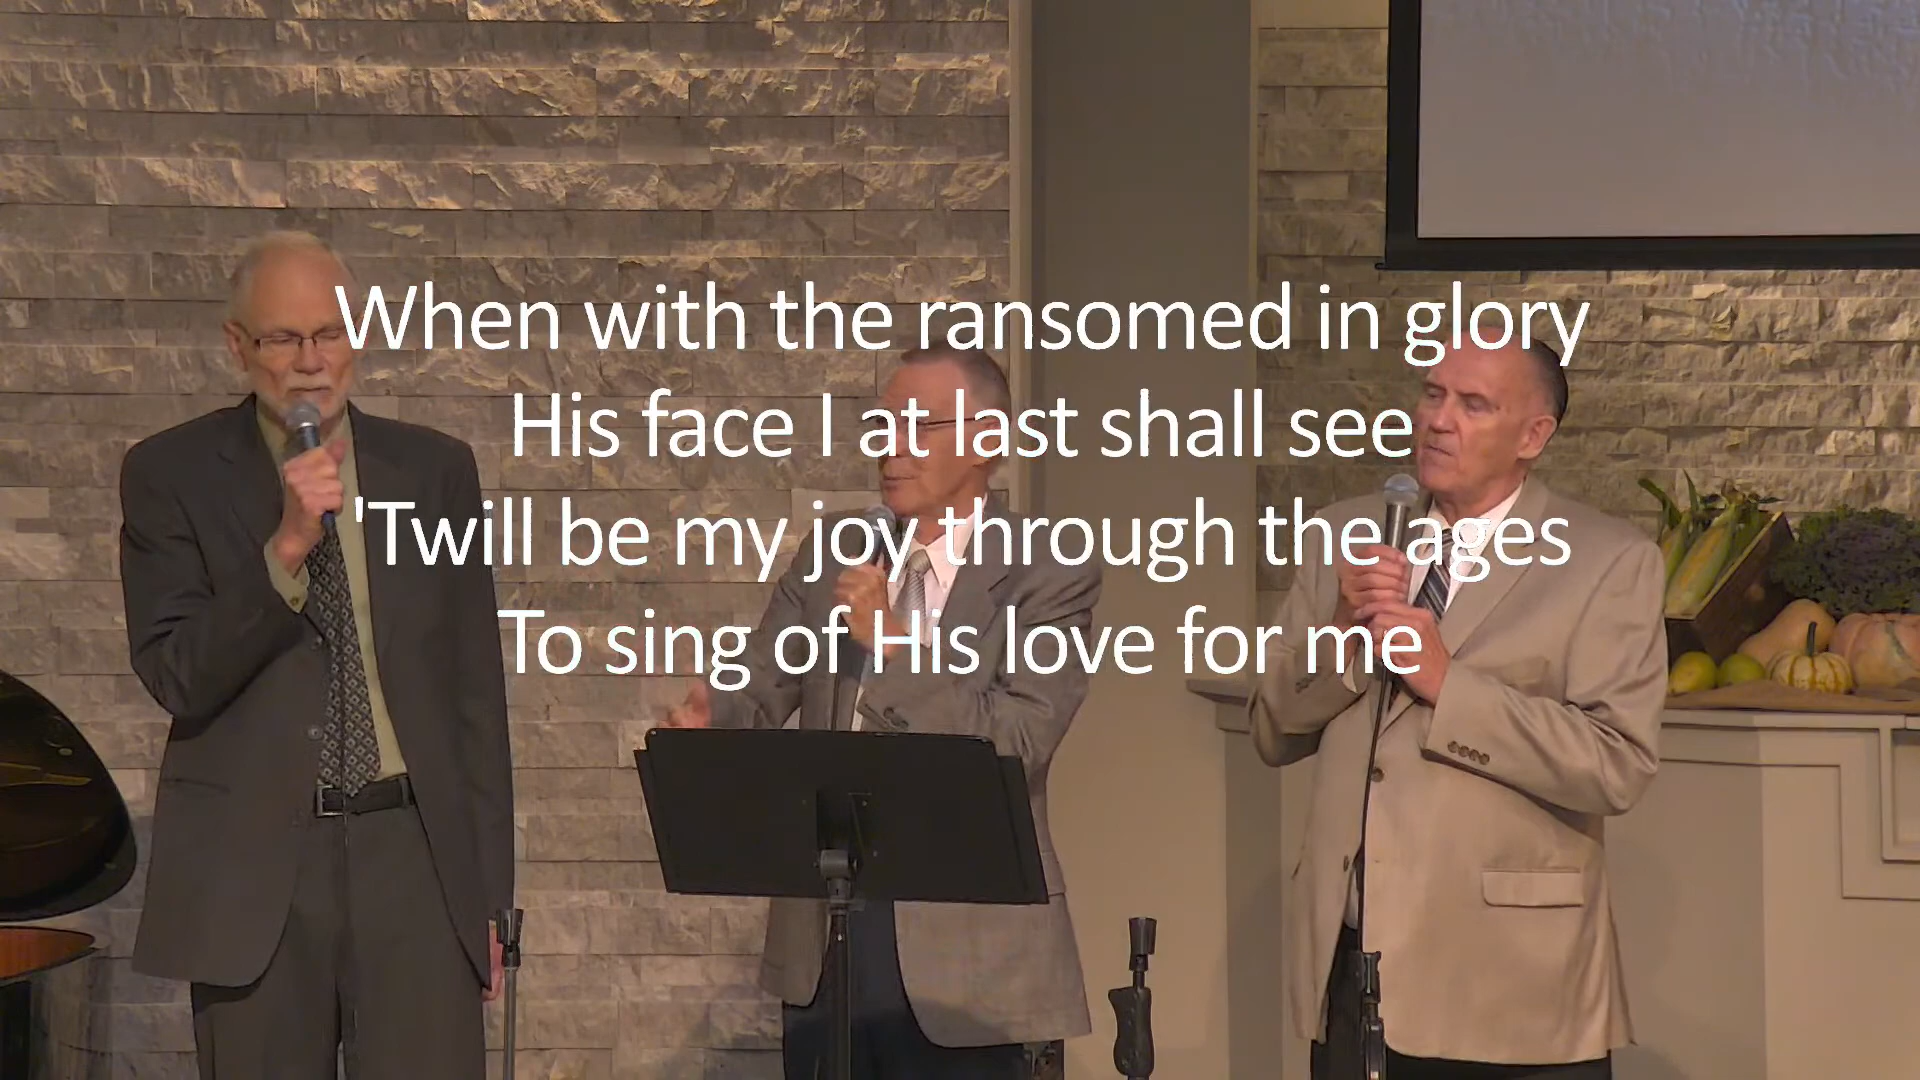 When with the ransomed in glory
His face I at last shall see
'Twill be my joy through the ages
To sing of His love for me